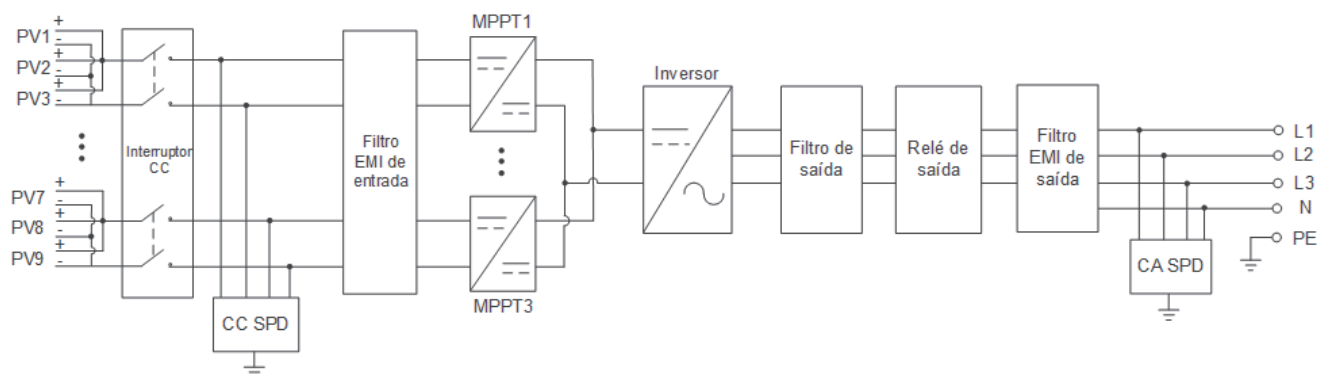 PV1
+
-
PV2
+
-
PV3
+
-
PV7
+
-
PV8
+
-
PV9
+
-
Interruptor
CC
CC SPD
Filtro
EMI de
entrada
MPPT1
MPPT3
Inversor
Filtro de
saída
Relé de
saída
Filtro
EMI de
saída
CA SPD
L1
L2
L3
N
PE